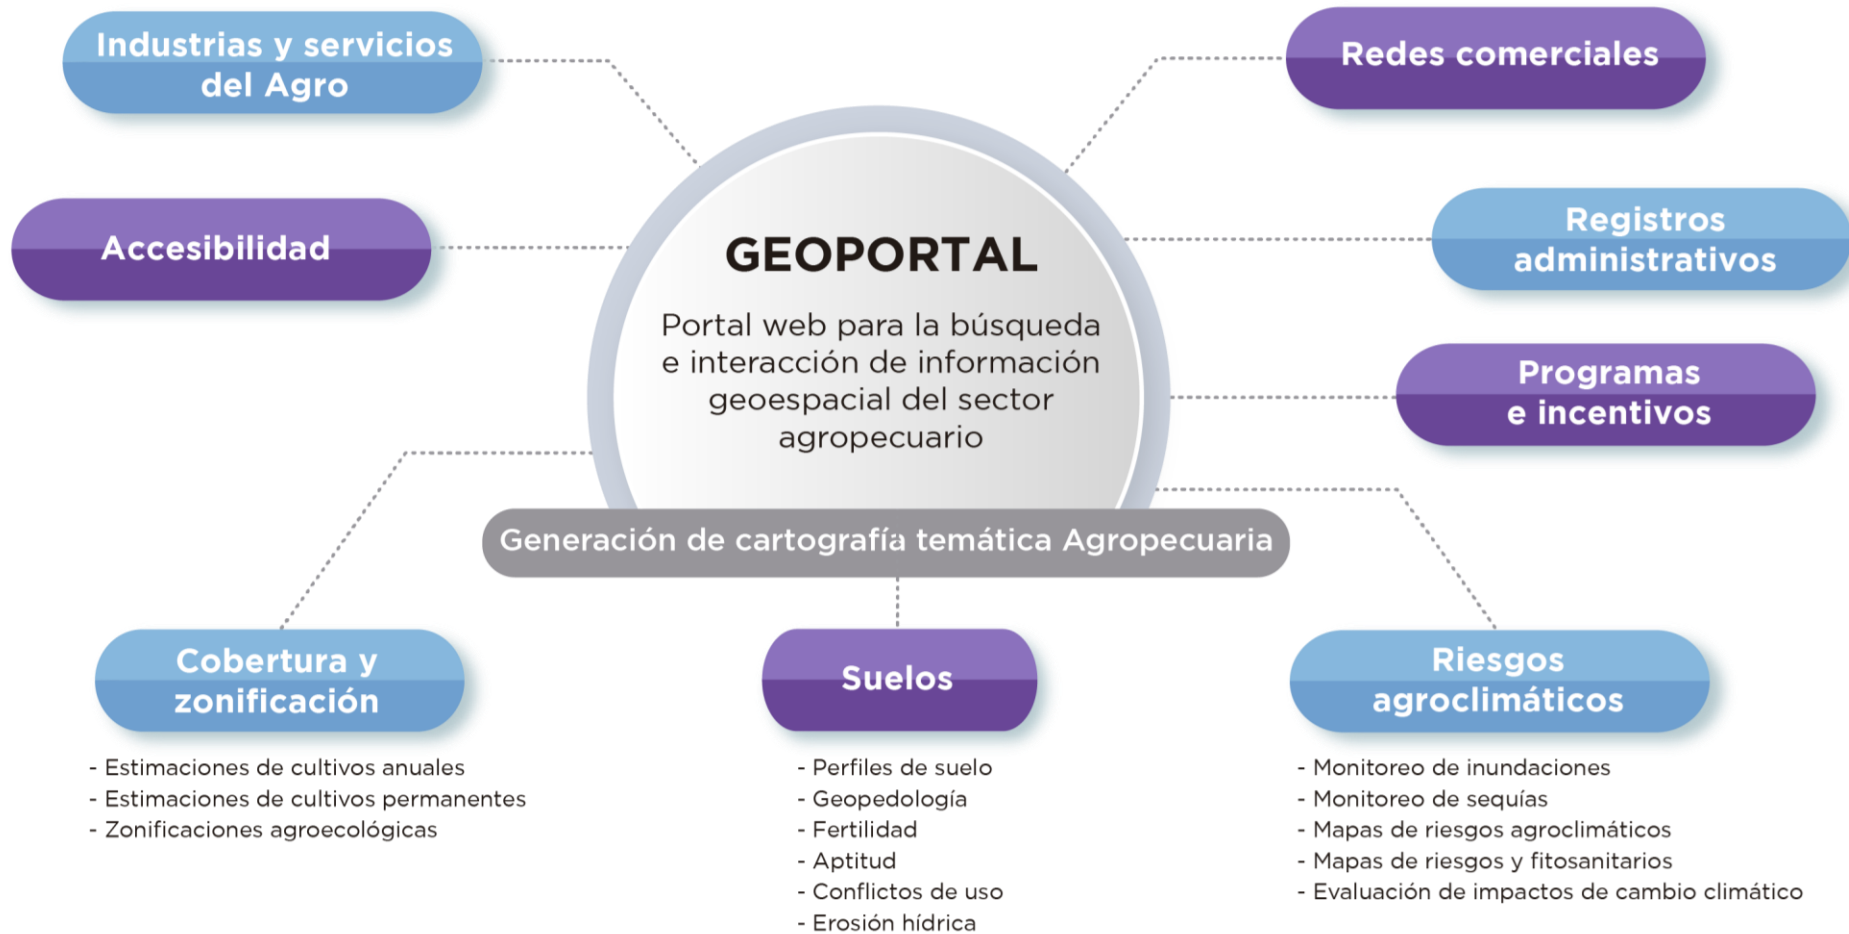 Industrias y servicios
del Agro
Redes comerciales
Accesibilidad
Registros
administrativos
GEOPORTAL
Portal web para la búsqueda
e interacción de información
geoespacial del sector
agropecuario
Programas
e incentivos
Generación de cartografía temática Agropecuaria
Cobertura y
zonificación
- Estimaciones de cultivos anuales
- Estimaciones de cultivos permanentes
- Zonificaciones agroecológicas
Suelos
- Perfiles de suelo
- Geopedología
- Fertilidad
- Aptitud
- Conflictos de uso
- Erosión hídrica
Riesgos
agroclimáticos
- Monitoreo de inundaciones
- Monitoreo de sequías
- Mapas de riesgos agroclimáticos
- Mapas de riesgos y fitosanitarios
- Evaluación de impactos de cambio climático